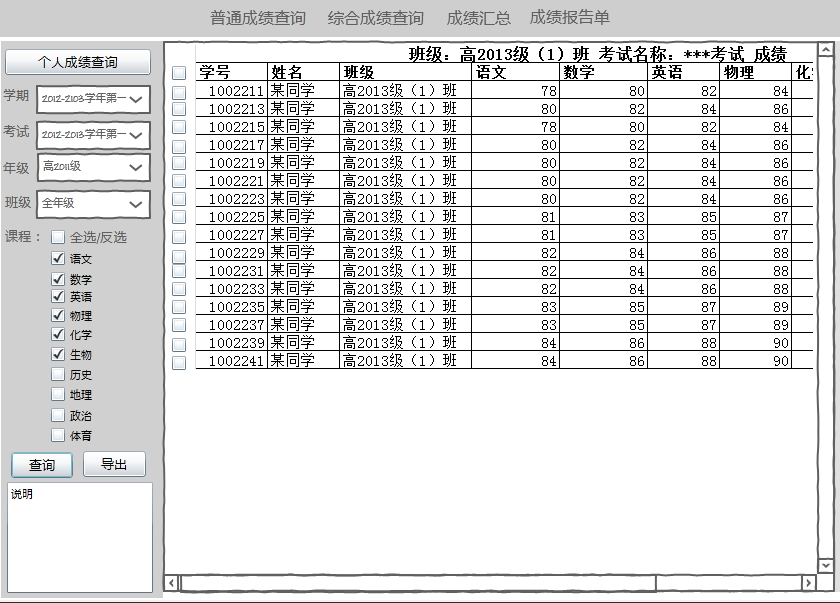 普通成绩查询 综合成绩查询 成绩汇总 成绩报告单
个人成绩查询
学期 2012-2103学年第一
考试 2012-2013学年第一
年级 高2011级
班级 全年级
课程： 全选/反选
语文
数学
英语
物理
化学
生物
历史
地理
政治
体育
查询 导出
说明
班级：高2013级（1）班 考试名称：***考试 成绩
学号 姓名 班级 语文 数学 英语 物理 化
1002211 某同学 高2013级（1）班 78 80 82 84
1002213 某同学 高2013级（1）班 80 82 84 86
1002215 某同学 高2013级（1）班 78 80 82 84
1002217 某同学 高2013级（1）班 80 82 84 86
1002219 某同学 高2013级（1）班 80 82 84 86
1002221 某同学 高2013级（1）班 80 82 84 86
1002223 某同学 高2013级（1）班 80 82 84 86
1002225 某同学 高2013级（1）班 81 83 85 87
1002227 某同学 高2013级（1）班 81 83 85 87
1002229 某同学 高2013级（1）班 82 84 86 88
1002231 某同学 高2013级（1）班 82 84 86 88
1002233 某同学 高2013级（1）班 82 84 86 88
1002235 某同学 高2013级（1）班 83 85 87 89
1002237 某同学 高2013级（1）班 83 85 87 89
1002239 某同学 高2013级（1）班 84 86 88 90
1002241 某同学 高2013级（1）班 84 86 88 90